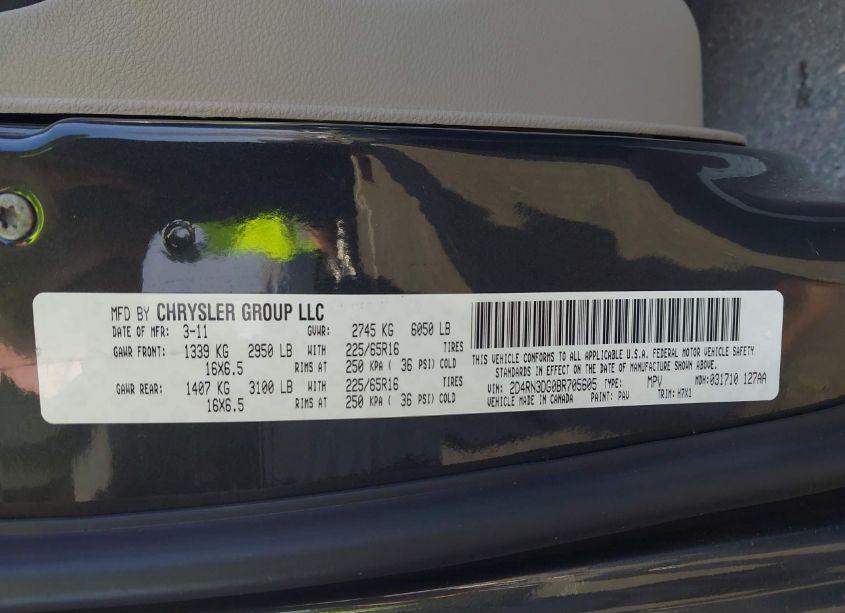 MFD BY CHRYSLER GROUP LLC
DATE OF MFR: 3-11 GVWR: 2745 KG 6050 LB
GAWR FRONT: 1339 KG 2950 LB WITH 225/65R16 TIRES
16X6.5 RIMS AT 250 KPA ( 36 PSI) COLD
GAWR REAR: 1407 KG 3100 LB WITH 225/65R16 TIRES
16X6.5 RIMS AT 250 KPA ( 36 PSI) COLD
THIS VEHICLE CONFORMS TO ALL APPLICABLE U.S.A. FEDERAL MOTOR VEHICLE SAFETY
STANDARDS IN EFFECT ON THE DATE OF MANUFACTURE SHOWN ABOVE.
VIN: 2D4RN3DG0BR705605 TYPE: MPV MDH: 031710 127AA
VEHICLE MADE IN CANADA PAINT: PAV TRIM: H7X1